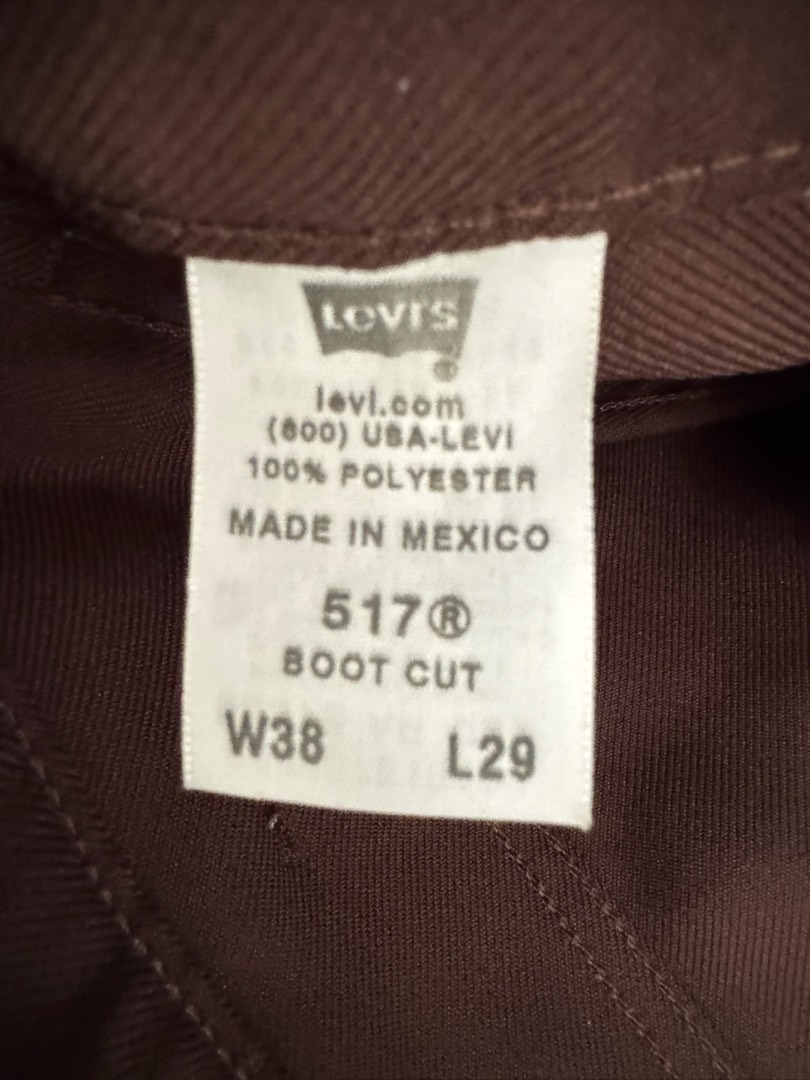 LEVI'S
®
levi.com
(800) USA-LEVI
100% POLYESTER
MADE IN MEXICO
517®
BOOT CUT
W38 L29